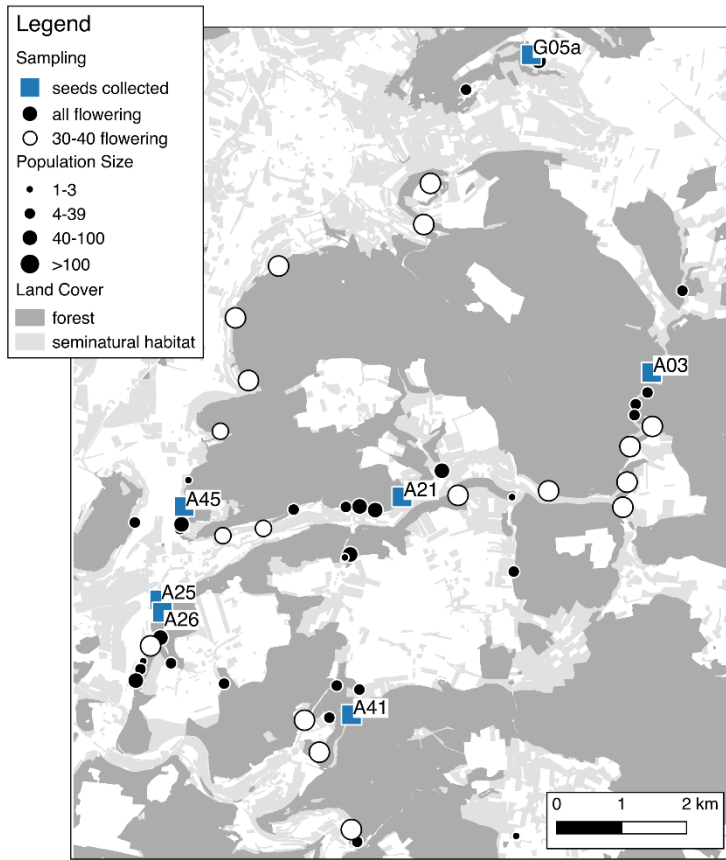 Legend
Sampling
seeds collected
all flowering
30-40 flowering
Population Size
1-3
4-39
40-100
>100
Land Cover
forest
seminatural habitat
G05a
A03
A21
A45
A25
A26
A41
0 1 2 km